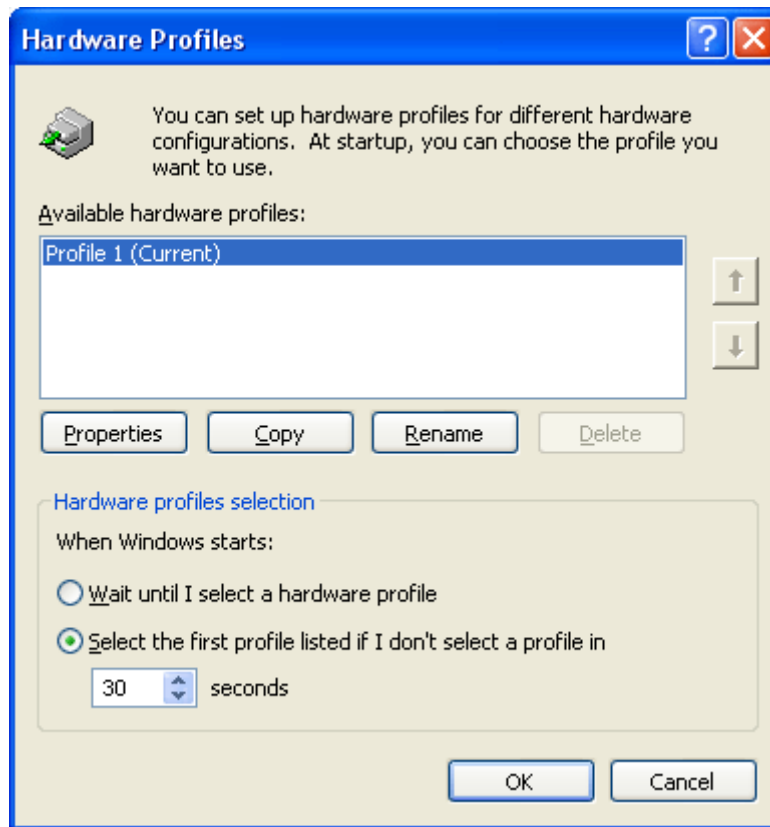 Hardware Profiles
You can set up hardware profiles for different hardware
configurations.  At startup, you can choose the profile you
want to use.
Available hardware profiles:
Profile 1 (Current)
Properties
Copy
Rename
Delete
Hardware profiles selection
When Windows starts:
Wait until I select a hardware profile
Select the first profile listed if I don't select a profile in
30 seconds
OK
Cancel